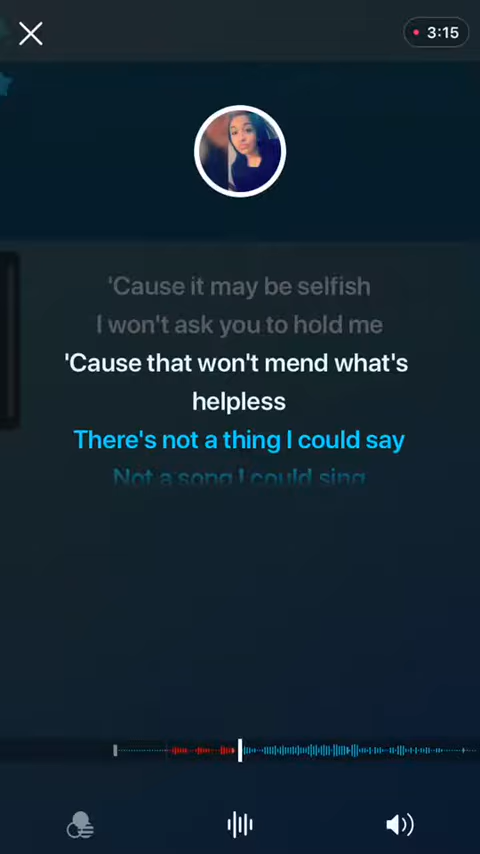 3:15
'Cause it may be selfish
I won't ask you to hold me
'Cause that won't mend what's
helpless
There's not a thing I could say
Not a song I could sing